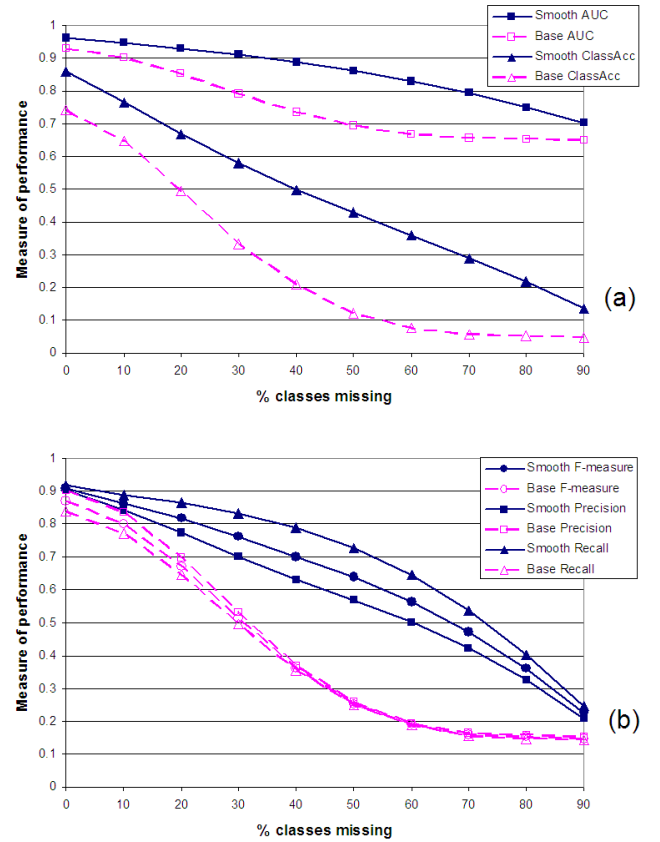 Smooth AUC
Base AUC
Smooth ClassAcc
Base ClassAcc
1
0.9
0.8
0.7
0.6
0.5
0.4
0.3
0.2
0.1
0
Measure of performance
0 10 20 30 40 50 60 70 80 90
% classes missing
(a)
Smooth F-measure
Base F-measure
Smooth Precision
Base Precision
Smooth Recall
Base Recall
1
0.9
0.8
0.7
0.6
0.5
0.4
0.3
0.2
0.1
0
Measure of performance
0 10 20 30 40 50 60 70 80 90
% classes missing
(b)